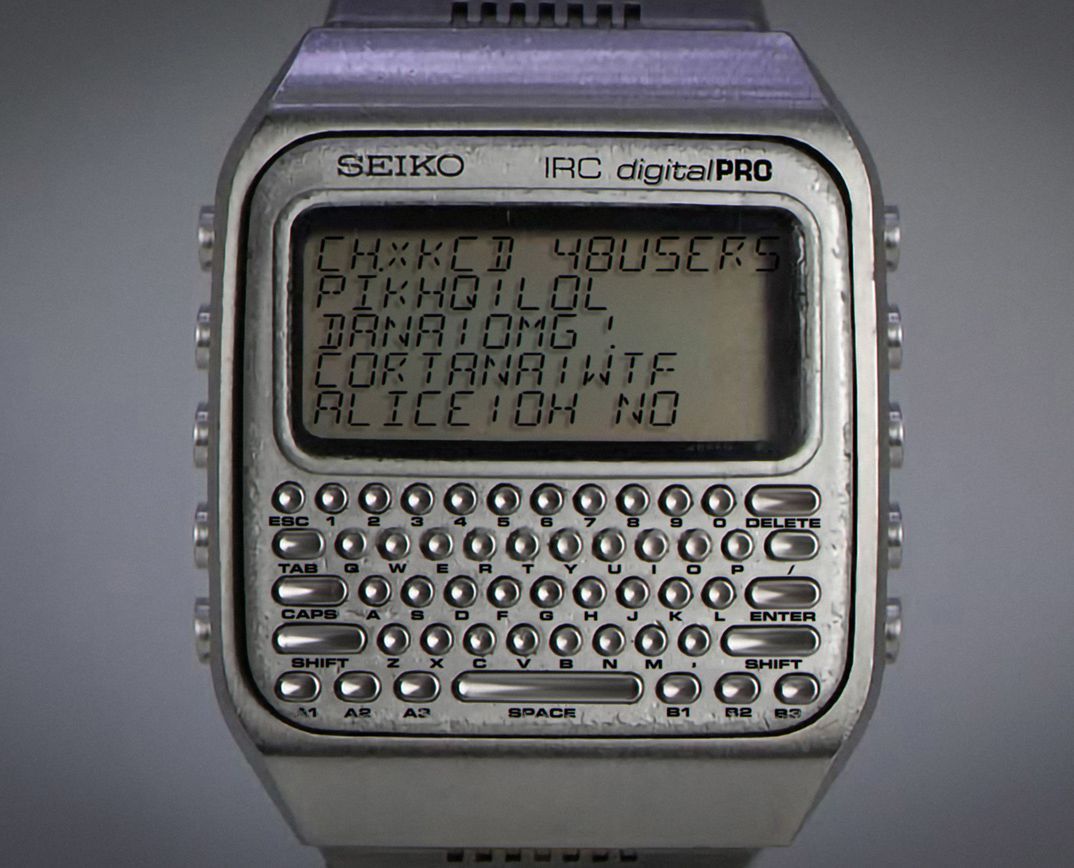 SEIKO IRC digitalPRO
CH:XKCD 48USERS
PIKHQ:LOL
DANA:OMG!
CORTANA:WTF
ALICE:OH NO
ESC 1 2 3 4 5 6 7 8 9 0 DELETE
TAB Q W E R T Y U I O P /
CAPS A S D F G H J K L ENTER
SHIFT Z X C V B N M , SHIFT
A1 A2 A3 SPACE B1 B2 B3